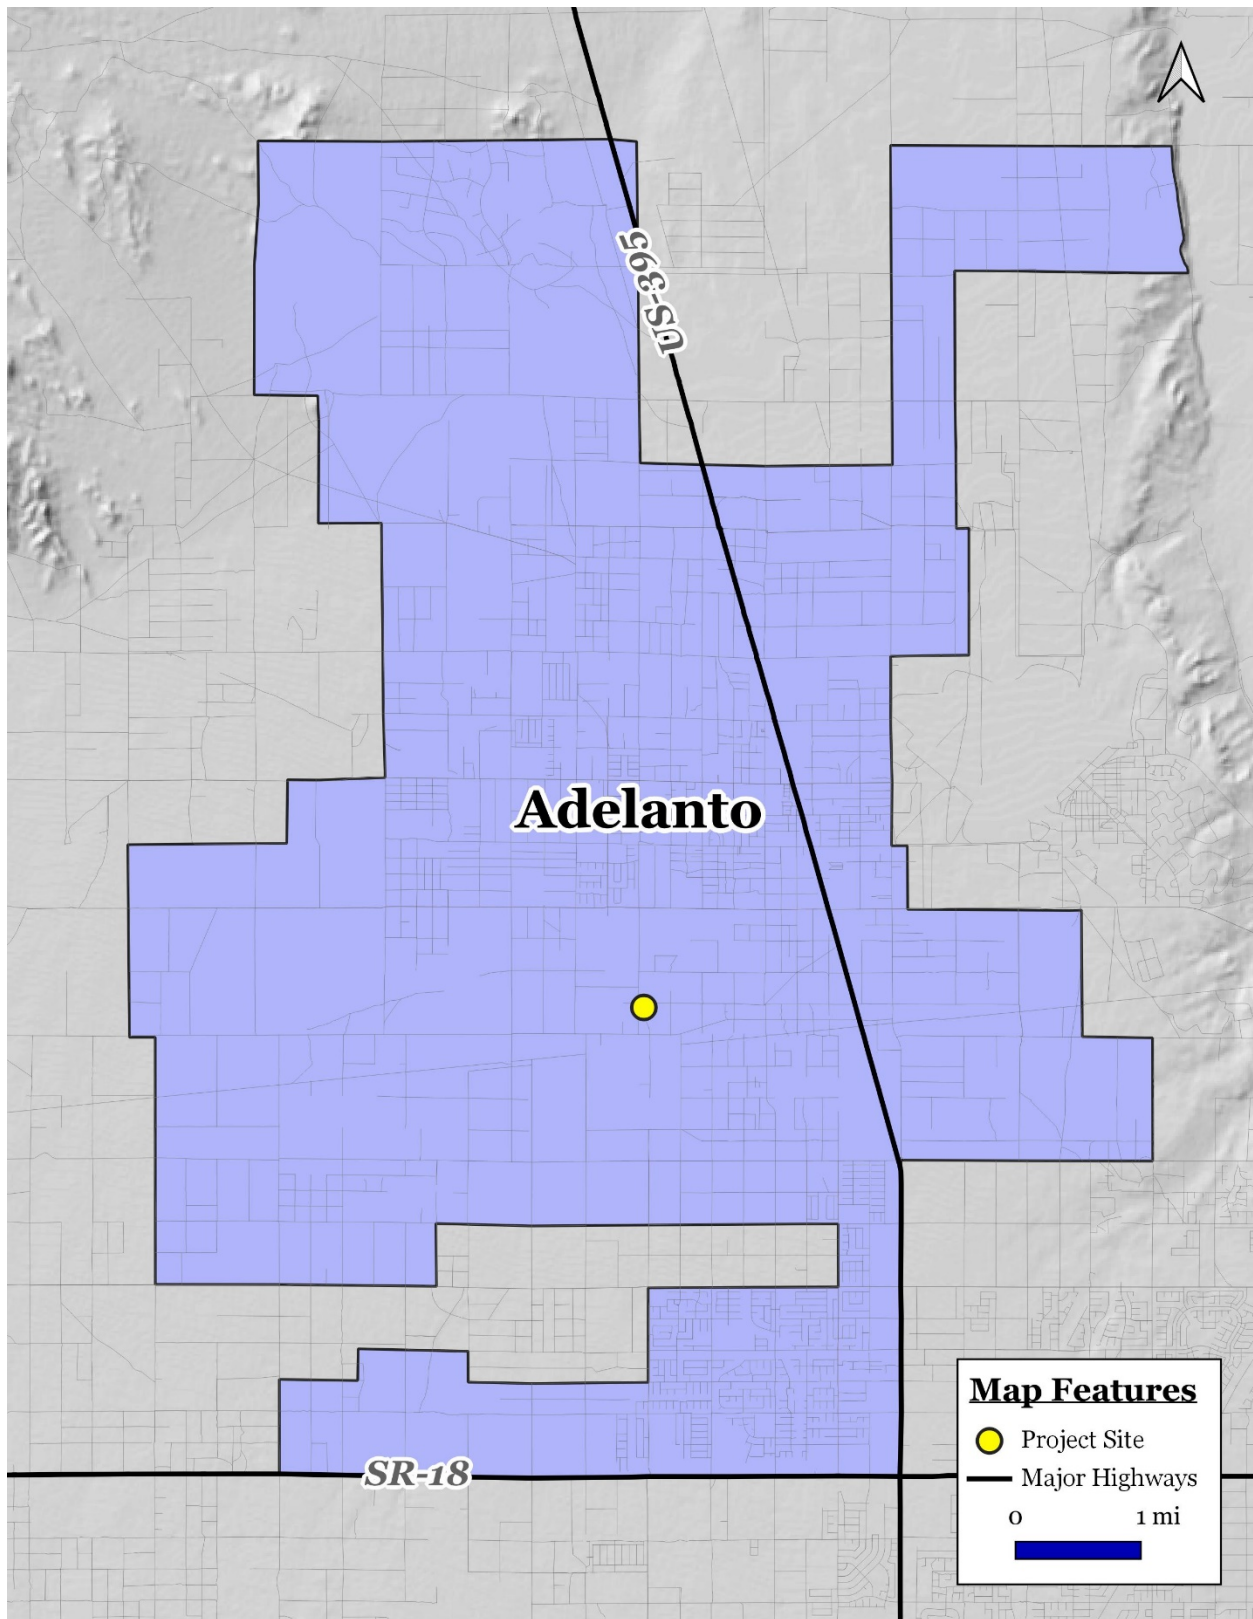 US-395
Adelanto
SR-18
Map Features
Project Site
Major Highways
0 1 mi